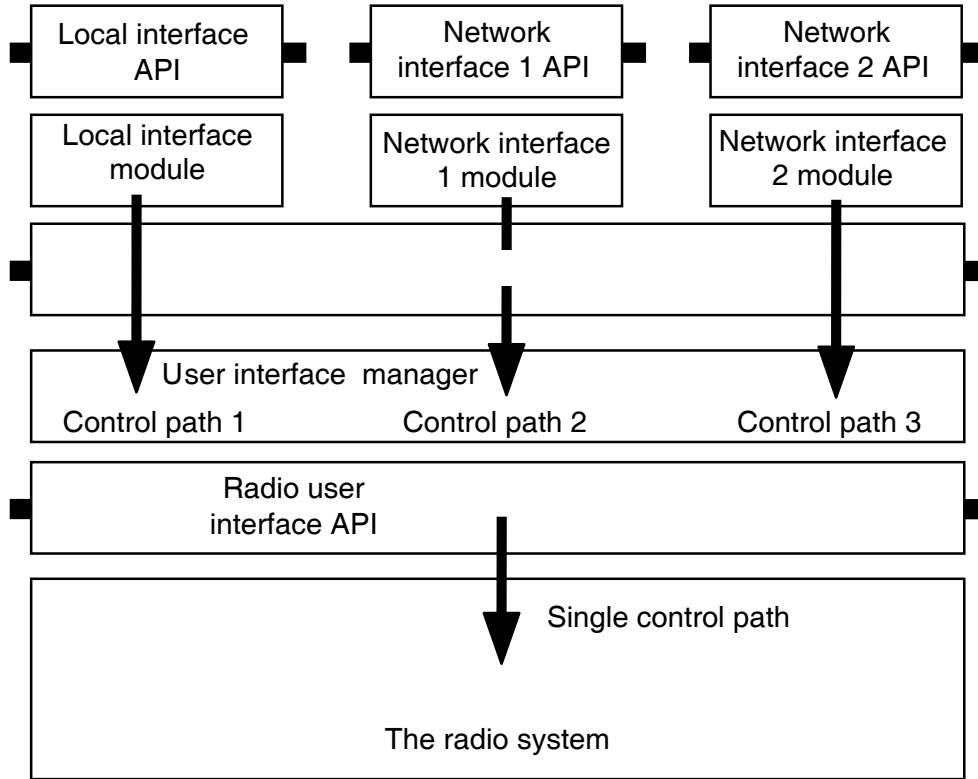 Local interface
API
Network
interface 1 API
Network
interface 2 API
Local interface
module
Network interface
1 module
Network interface
2 module
User interface manager
Control path 1
Control path 2
Control path 3
Radio user
interface API
Single control path
The radio system